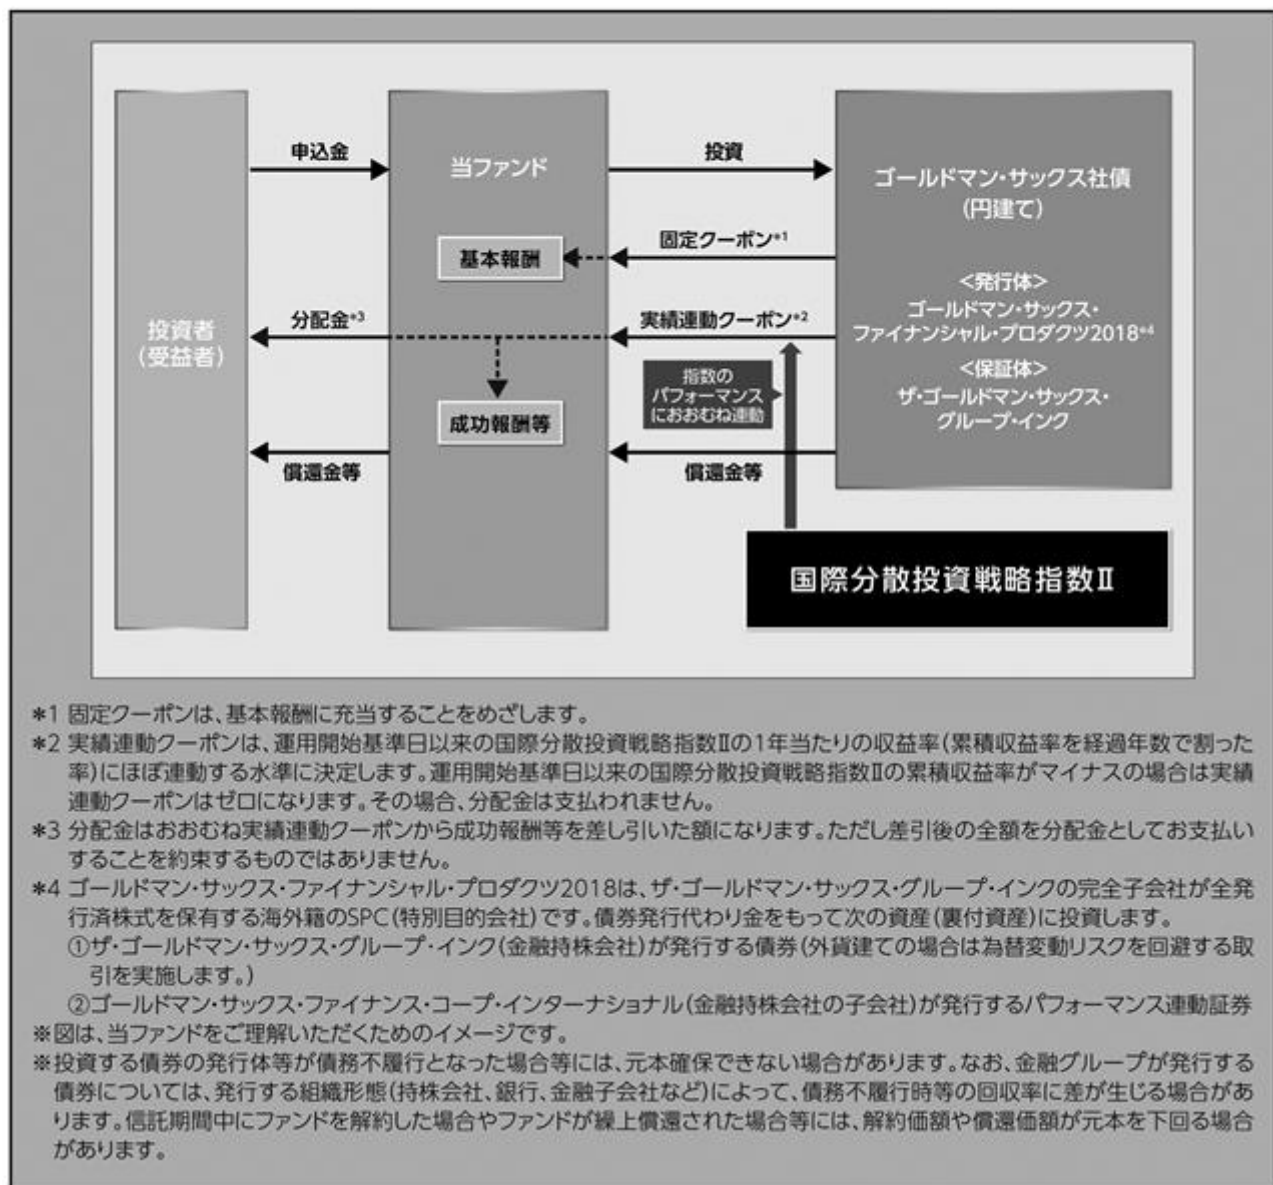 申込金
当ファンド
投資
ゴールドマン・サックス社債
(円建て)
固定クーポン*1
基本報酬
<発行体>
ゴールドマン・サックス・
ファイナンシャル・プロダクツ2018*4
<保証体>
ザ・ゴールドマン・サックス・
グループ・インク
投資者
(受益者)
分配金*3
実績連動クーポン*2
指数の
パフォーマンス
におおむね連動
成功報酬等
償還金等
償還金等
国際分散投資戦略指数Ⅱ
*1 固定クーポンは、基本報酬に充当することをめざします。
*2 実績連動クーポンは、運用開始基準日以来の国際分散投資戦略指数Ⅱの1年当たりの収益率(累積収益率を経過年数で割った
率)にほぼ連動する水準に決定します。運用開始基準日以来の国際分散投資戦略指数Ⅱの累積収益率がマイナスの場合は実績
連動クーポンはゼロになります。その場合、分配金は支払われません。
*3 分配金はおおむね実績連動クーポンから成功報酬等を差し引いた額になります。ただし差引後の全額を分配金としてお支払い
することを約束するものではありません。
*4 ゴールドマン・サックス・ファイナンシャル・プロダクツ2018は、ザ・ゴールドマン・サックス・グループ・インクの完全子会社が全発
行済株式を保有する海外籍のSPC(特別目的会社)です。債券発行代わり金をもって次の資産(裏付資産)に投資します。
①ザ・ゴールドマン・サックス・グループ・インク(金融持株会社)が発行する債券(外貨建ての場合は為替変動リスクを回避する取
引を実施します。)
②ゴールドマン・サックス・ファイナンス・コープ・インターナショナル(金融持株会社の子会社)が発行するパフォーマンス連動証券
※図は、当ファンドをご理解いただくためのイメージです。
※投資する債券の発行体等が債務不履行となった場合等には、元本確保できない場合があります。なお、金融グループが発行する
債券については、発行する組織形態(持株会社、銀行、金融子会社など)によって、債務不履行時等の回収率に差が生じる場合があ
ります。信託期間中にファンドを解約した場合やファンドが繰上償還された場合等には、解約価額や償還価額が元本を下回る場合
があります。